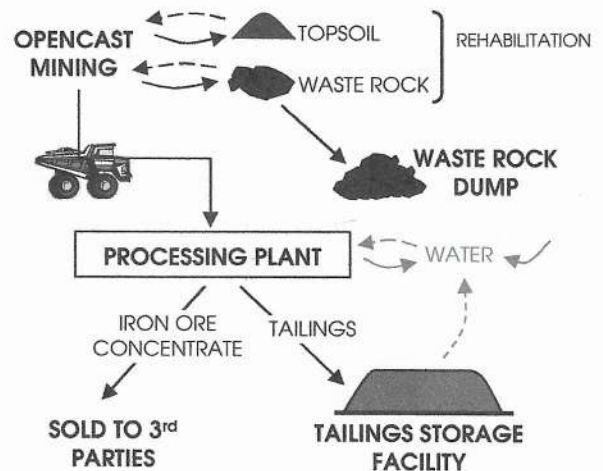 OPENCAST
MINING
TOPSOIL
WASTE ROCK
REHABILITATION
WASTE ROCK
DUMP
PROCESSING PLANT
WATER
IRON ORE
CONCENTRATE
TAILINGS
SOLD TO 3rd
PARTIES
TAILINGS STORAGE
FACILITY